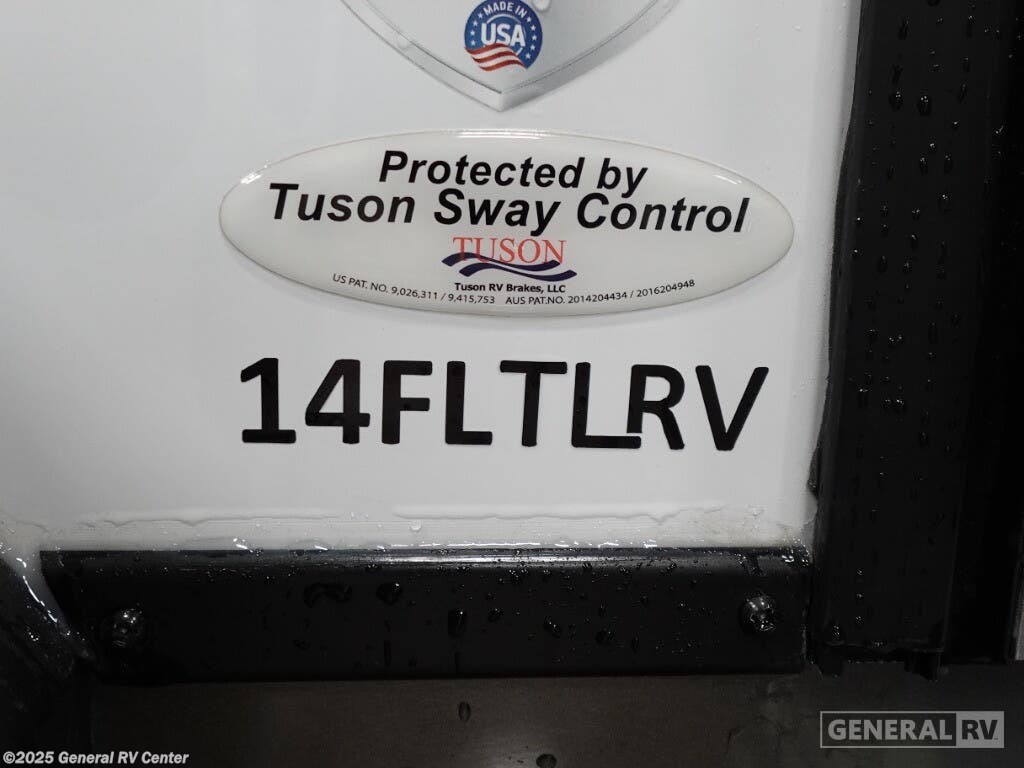 MADE IN
USA
Protected by
Tuson Sway Control
TUSON
Tuson RV Brakes, LLC
US PAT. NO. 9,026,311 / 9,415,753 AUS PAT.NO. 2014204434 / 2016204948
14FLTLRV
GENERAL RV
©2025 General RV Center